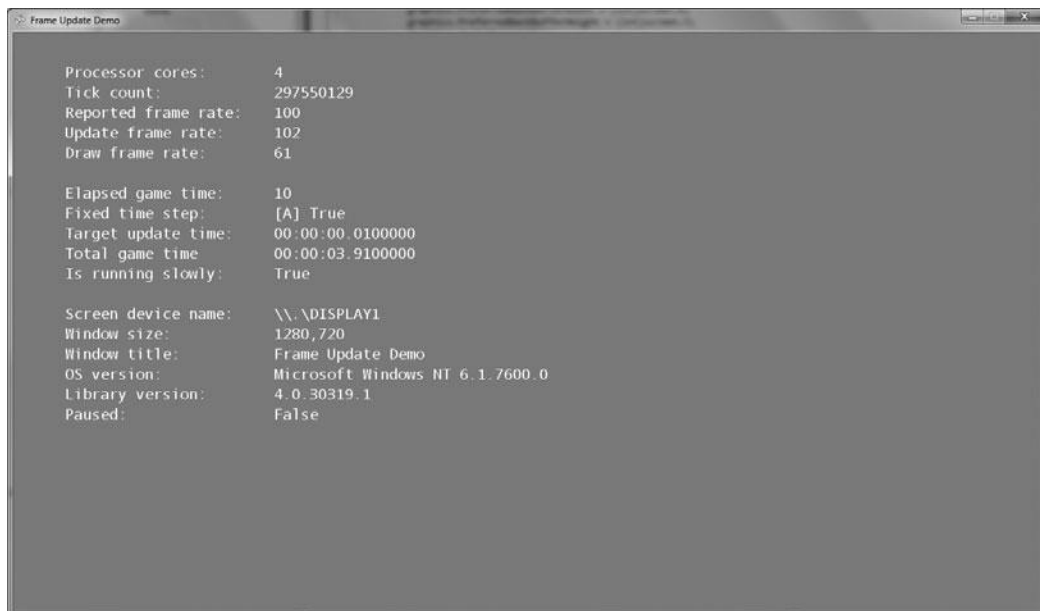 Frame Update Demo
Processor cores: 4
Tick count: 297550129
Reported frame rate: 100
Update frame rate: 102
Draw frame rate: 61
Elapsed game time: 10
Fixed time step: [A] True
Target update time: 00:00:00.0100000
Total game time 00:00:03.9100000
Is running slowly: True
Screen device name: \\.\DISPLAY1
Window size: 1280,720
Window title: Frame Update Demo
OS version: Microsoft Windows NT 6.1.7600.0
Library version: 4.0.30319.1
Paused: False